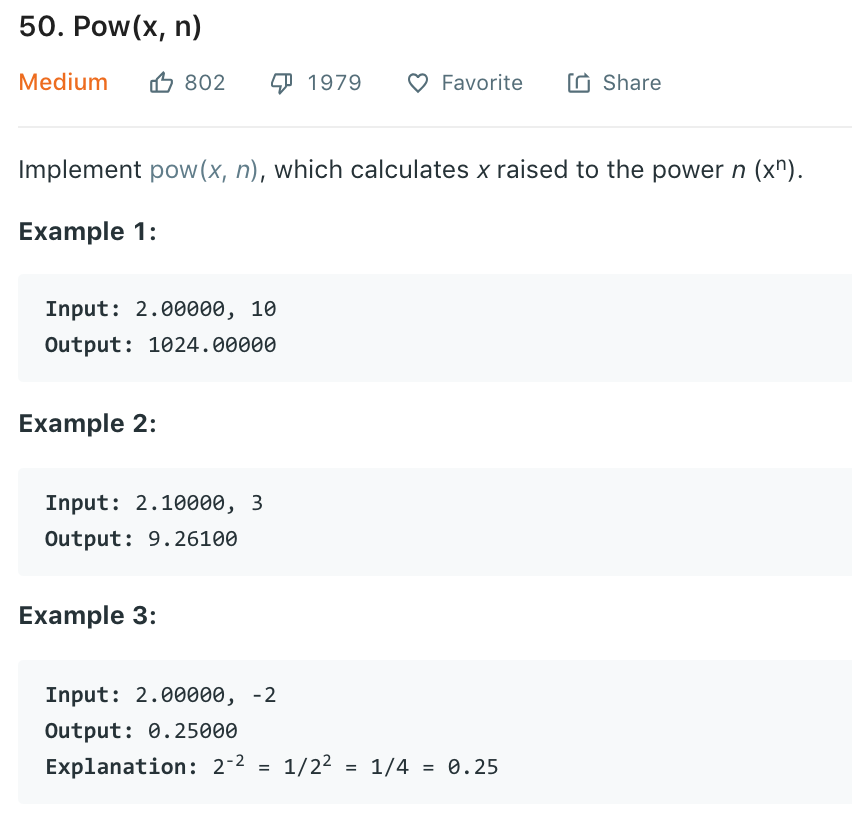 50. Pow(x, n)
Medium 802 1979 Favorite Share
Implement pow(x, n), which calculates x raised to the power n (xⁿ).
Example 1:
Input: 2.00000, 10
Output: 1024.00000
Example 2:
Input: 2.10000, 3
Output: 9.26100
Example 3:
Input: 2.00000, -2
Output: 0.25000
Explanation: 2⁻² = 1/2² = 1/4 = 0.25